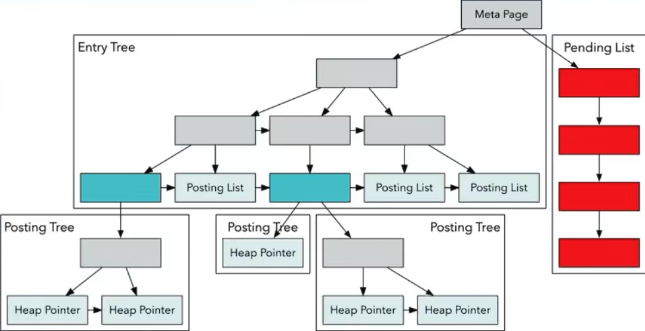 Meta Page
Entry Tree
Pending List
Posting List
Posting List
Posting List
Posting Tree
Posting Tree
Posting Tree
Heap Pointer
Heap Pointer
Heap Pointer
Heap Pointer
Heap Pointer